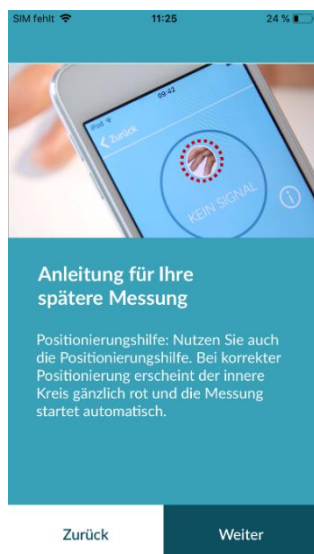 SIM fehlt 11:25 24 %
iPod
09:42
Zurück
KEIN SIGNAL
Anleitung für Ihre
spätere Messung
Positionierungshilfe: Nutzen Sie auch
die Positionierungshilfe. Bei korrekter
Positionierung erscheint der innere
Kreis gänzlich rot und die Messung
startet automatisch.
Zurück Weiter